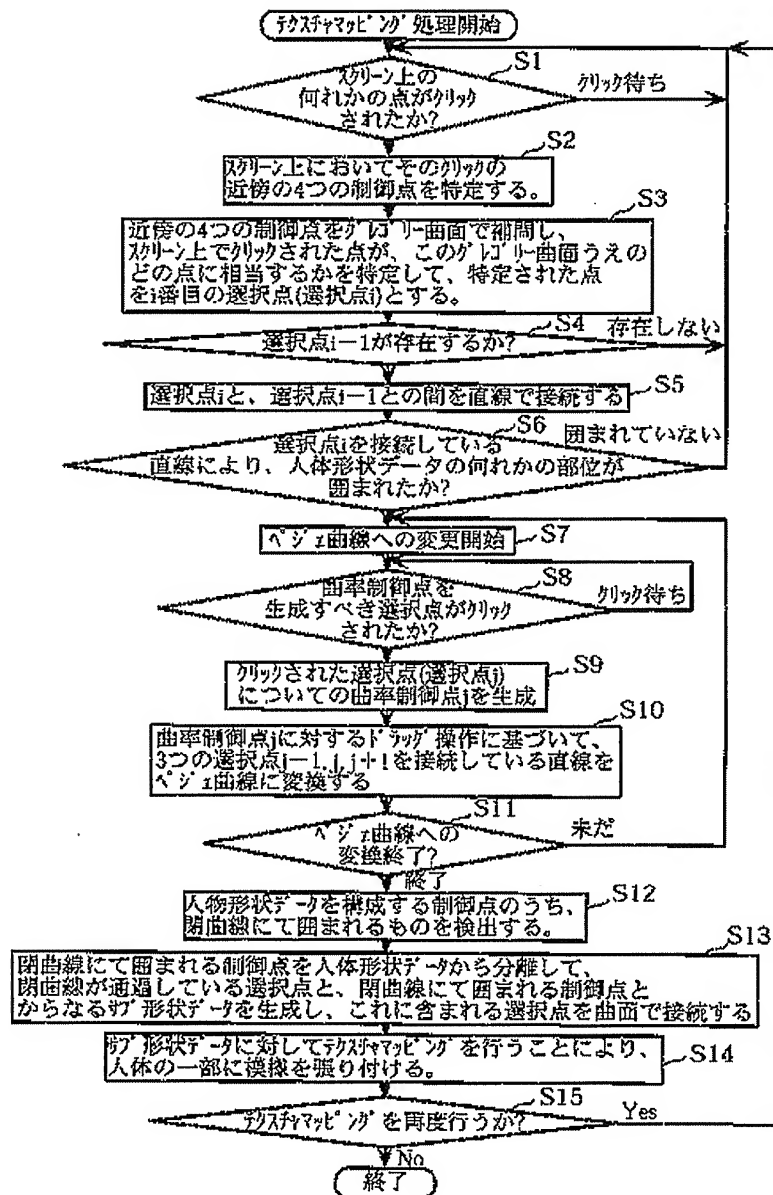 テクスチャマッピング処理開始
S1
スクリーン上の
何れかの点がクリック
されたか?
クリック待ち
S2
スクリーン上においてそのクリックの
近傍の4つの制御点を特定する。
S3
近傍の4つの制御点をグレゴリー曲面で補間し、
スクリーン上でクリックされた点が、このグレゴリー曲面うえの
どの点に相当するかを特定して、特定された点
をi番目の選択点(選択点i)とする。
S4
選択点i−1が存在するか?
存在しない
S5
選択点iと、選択点i−1との間を直線で接続する
S6
選択点iを接続している
直線により、人体形状データの何れかの部位が
囲まれたか?
囲まれていない
S7
ベジェ曲線への変更開始
S8
曲率制御点を
生成すべき選択点がクリック
されたか?
クリック待ち
S9
クリックされた選択点(選択点j)
についての曲率制御点jを生成
S10
曲率制御点jに対するドラッグ操作に基づいて、
3つの選択点j−1,j,j+1を接続している直線を
ベジェ曲線に変換する
S11
ベジェ曲線への
変換終了?
未だ
終了
S12
人物形状データを構成する制御点のうち、
閉曲線にて囲まれるものを検出する。
S13
閉曲線にて囲まれる制御点を人体形状データから分離して、
閉曲線が通過している選択点と、閉曲線にて囲まれる制御点と
からなるサブ形状データを生成し、これに含まれる選択点を曲面で接続する
S14
サブ形状データに対してテクスチャマッピングを行うことにより、
人体の一部に模様を張り付ける。
S15
テクスチャマッピングを再度行うか?
Yes
No
終了